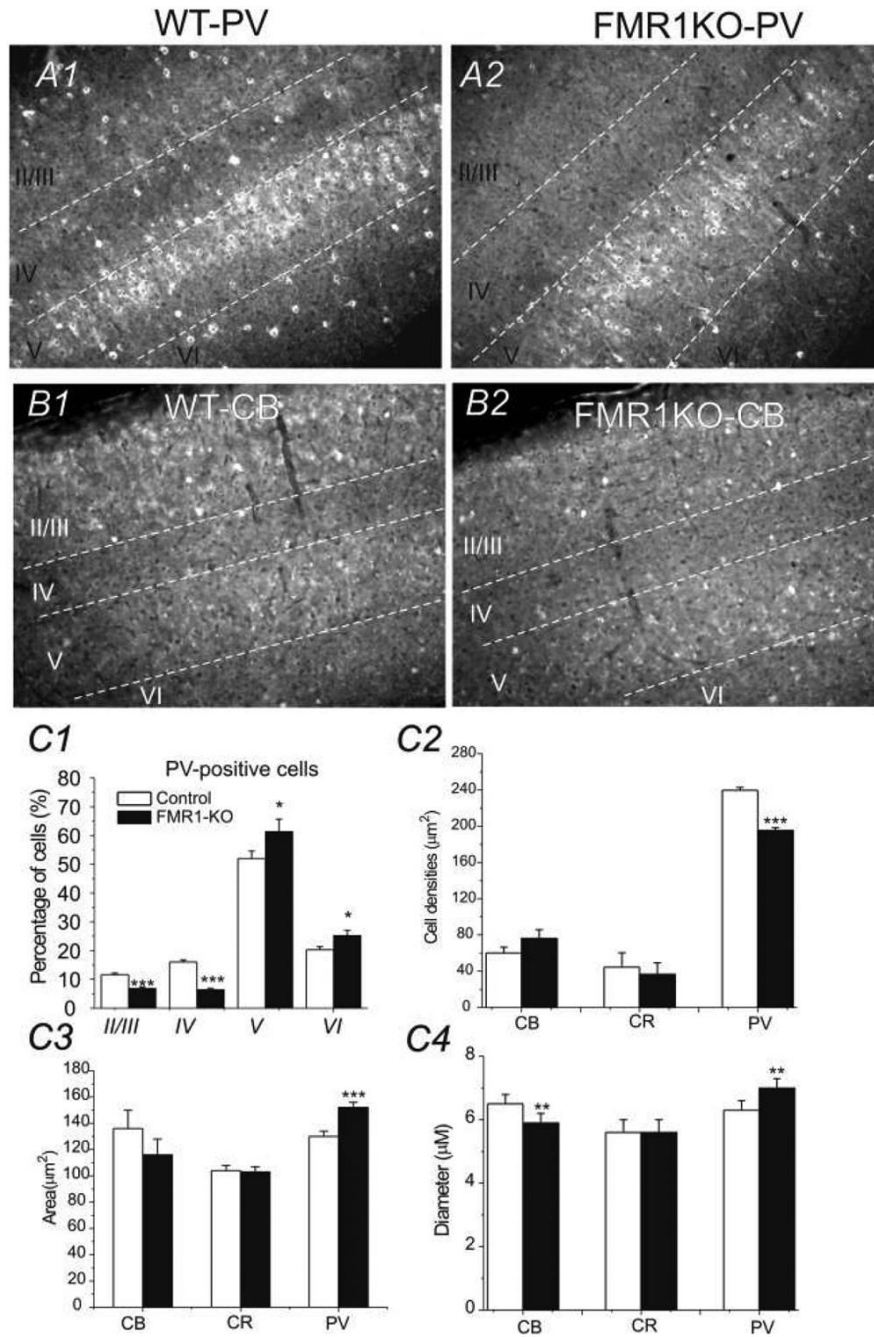 WT-PV
FMR1KO-PV
A1
A2
II/III
II/III
IV
IV
V
VI
V
VI
B1
WT-CB
B2
FMR1KO-CB
II/III
II/III
IV
IV
V
V
VI
VI
C1
C2
PV-positive cells
Control
FMR1-KO
Percentage of cells (%)
80
70
60
50
40
30
20
10
0
***
***
*
*
II/III
IV
V
VI
Cell densities (μm²)
280
240
200
160
120
80
40
0
***
CB
CR
PV
C3
C4
Area(μm²)
180
160
140
120
100
80
60
40
20
0
***
CB
CR
PV
Diameter (μM)
8
6
4
2
0
**
**
CB
CR
PV